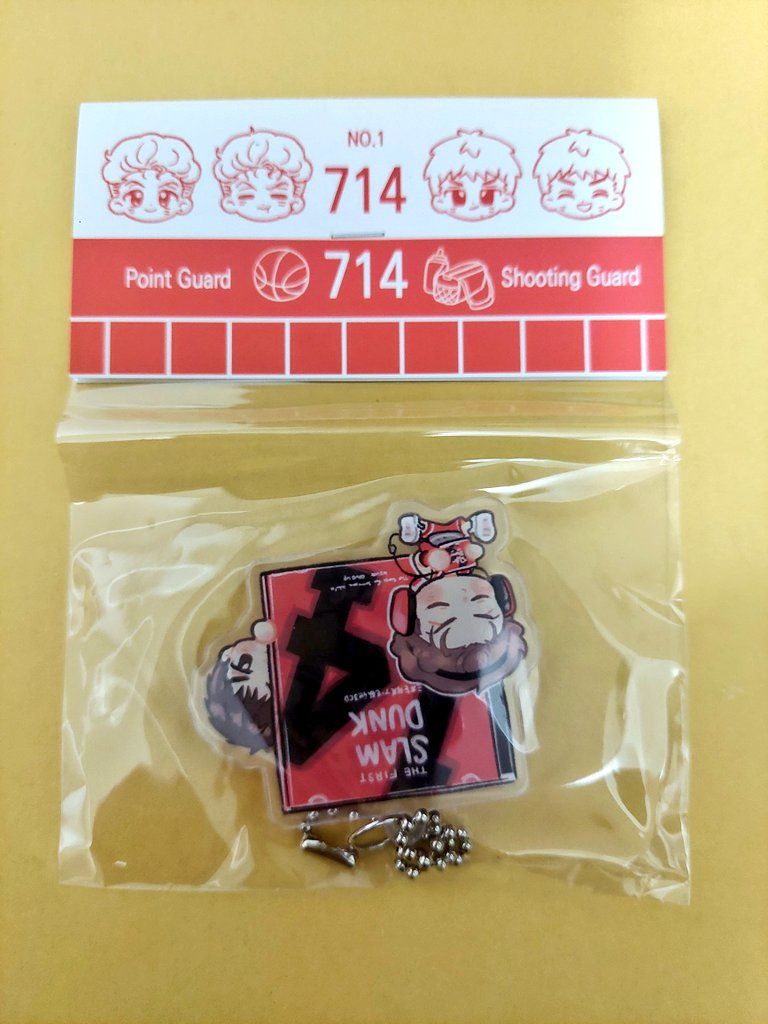 NO.1
714
Point Guard
714
Shooting Guard
THE FIRST
SLAM
DUNK